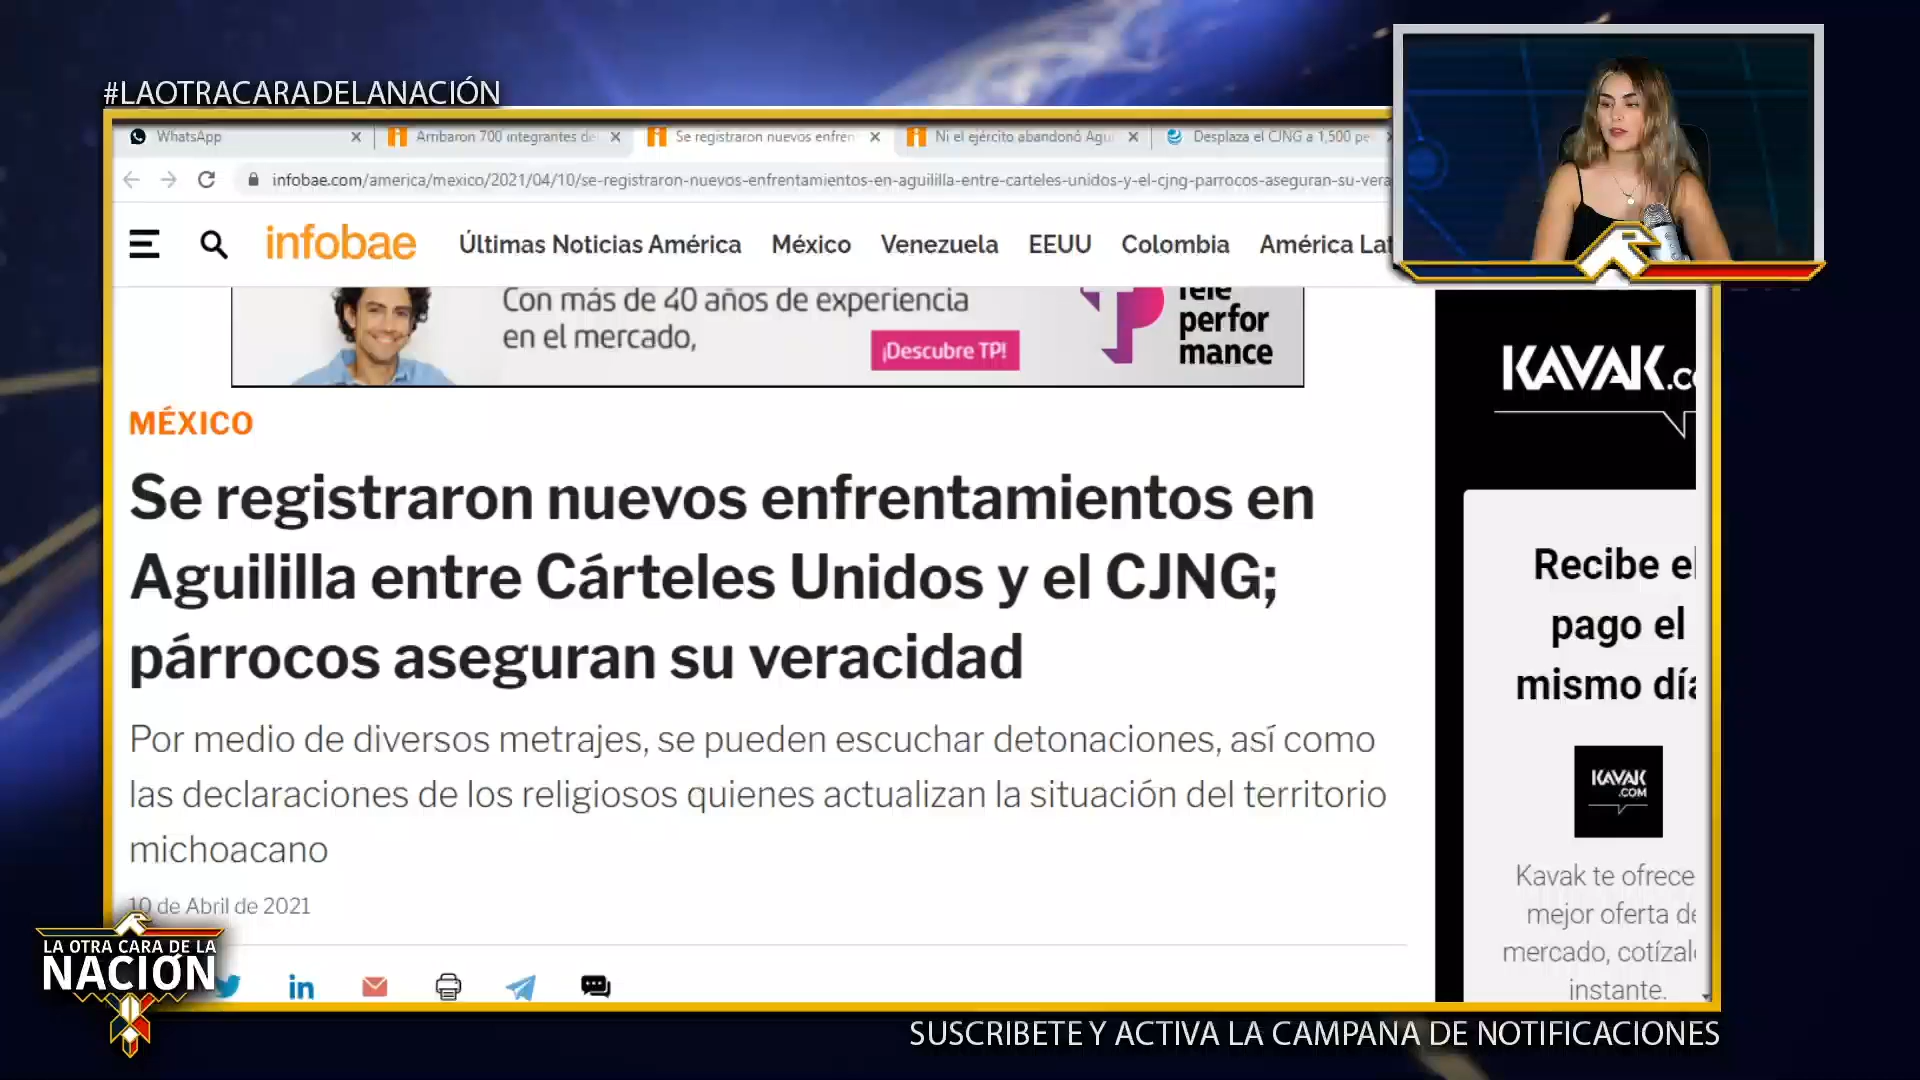 #LAOTRACARADELANACIÓN
WhatsApp
Arribaron 700 integrantes de
Se registraron nuevos enfren
Ni el ejército abandonó Agu
Desplaza el CJNG a 1,500 pe
infobae.com/america/mexico/2021/04/10/se-registraron-nuevos-enfrentamientos-en-aguililla-entre-carteles-unidos-y-el-cjng-parrocos-aseguran-su-vera
infobae
Últimas Noticias América
México
Venezuela
EEUU
Colombia
América Lat
Con más de 40 años de experiencia
en el mercado,
¡Descubre TP!
Tele
perfor
mance
KAVAK.co
MÉXICO
Se registraron nuevos enfrentamientos en
Aguililla entre Cárteles Unidos y el CJNG;
párrocos aseguran su veracidad
Por medio de diversos metrajes, se pueden escuchar detonaciones, así como
las declaraciones de los religiosos quienes actualizan la situación del territorio
michoacano
10 de Abril de 2021
Recibe el
pago el
mismo día
KAVAK
.COM
Kavak te ofrece
mejor oferta de
mercado, cotízalo
instante.
LA OTRA CARA DE LA
NACIÓN
SUSCRIBETE Y ACTIVA LA CAMPANA DE NOTIFICACIONES